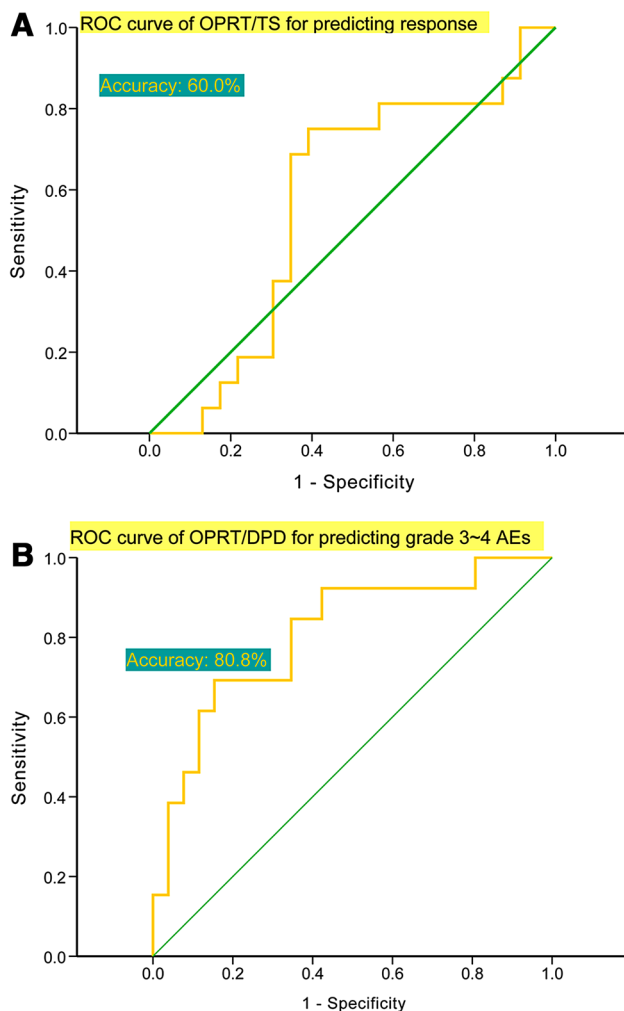 A
ROC curve of OPRT/TS for predicting response
Accuracy: 60.0%
1.0
0.8
0.6
0.4
0.2
0.0
Sensitivity
0.0 0.2 0.4 0.6 0.8 1.0
1 - Specificity
B
ROC curve of OPRT/DPD for predicting grade 3~4 AEs
Accuracy: 80.8%
1.0
0.8
0.6
0.4
0.2
0.0
Sensitivity
0.0 0.2 0.4 0.6 0.8 1.0
1 - Specificity